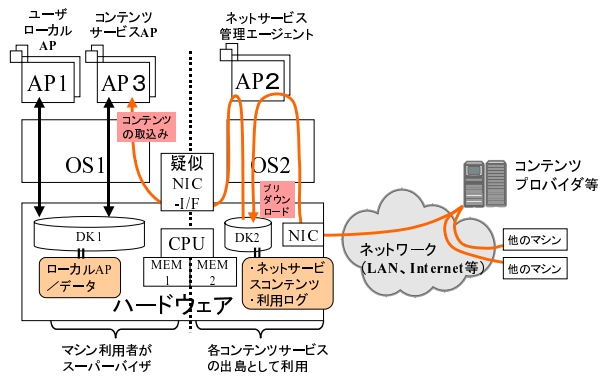 ユーザ
ローカル
AP
コンテンツ
サービスAP
ネットサービス
管理エージェント
AP1
AP3
AP2
コンテンツ
の取込み
OS1
疑似
NIC
-I/F
OS2
プリ
ダウン
ロード
コンテンツ
プロバイダ等
DK1
CPU
DK2
NIC
ネットワーク
(LAN、Internet等)
他のマシン
他のマシン
ローカルAP
/データ
MEM
1
MEM
2
・ネットサービ
スコンテンツ
・利用ログ
ハードウェア
マシン利用者が
スーパーバイザ
各コンテンツサービス
の出島として利用